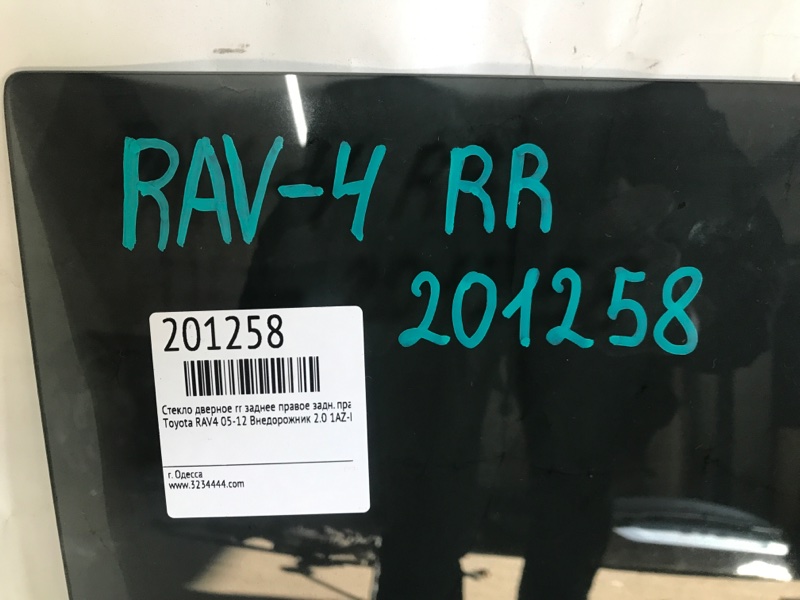 RAV-4 RR
201258
201258
Стекло дверное rr заднее правое задн. пра
Toyota RAV4 05-12 Внедорожник 2.0 1AZ-
г. Одесса
www.3234444.com